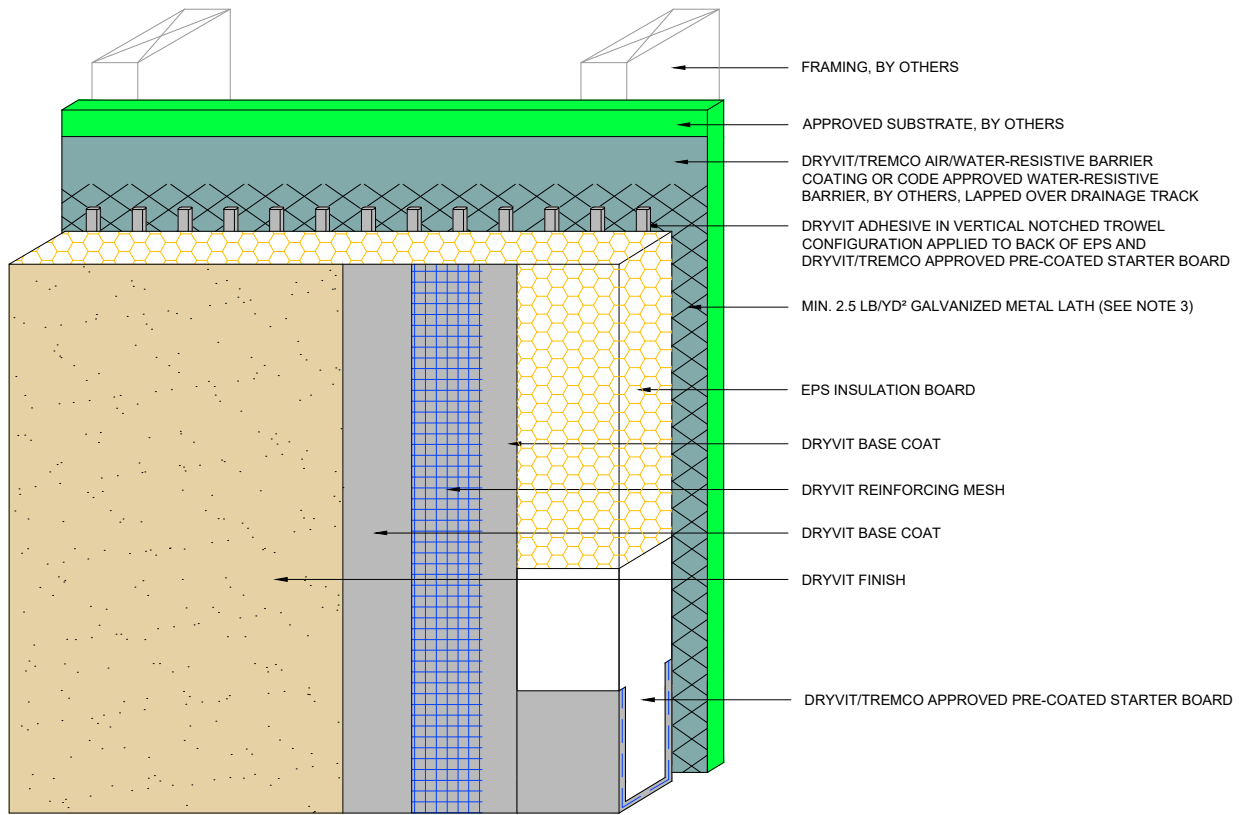 FRAMING, BY OTHERS
APPROVED SUBSTRATE, BY OTHERS
DRYVIT/TREMCO AIR/WATER-RESISTIVE BARRIER
COATING OR CODE APPROVED WATER-RESISTIVE
BARRIER, BY OTHERS, LAPPED OVER DRAINAGE TRACK
DRYVIT ADHESIVE IN VERTICAL NOTCHED TROWEL
CONFIGURATION APPLIED TO BACK OF EPS AND
DRYVIT/TREMCO APPROVED PRE-COATED STARTER BOARD
MIN. 2.5 LB/YD² GALVANIZED METAL LATH (SEE NOTE 3)
EPS INSULATION BOARD
DRYVIT BASE COAT
DRYVIT REINFORCING MESH
DRYVIT BASE COAT
DRYVIT FINISH
DRYVIT/TREMCO APPROVED PRE-COATED STARTER BOARD